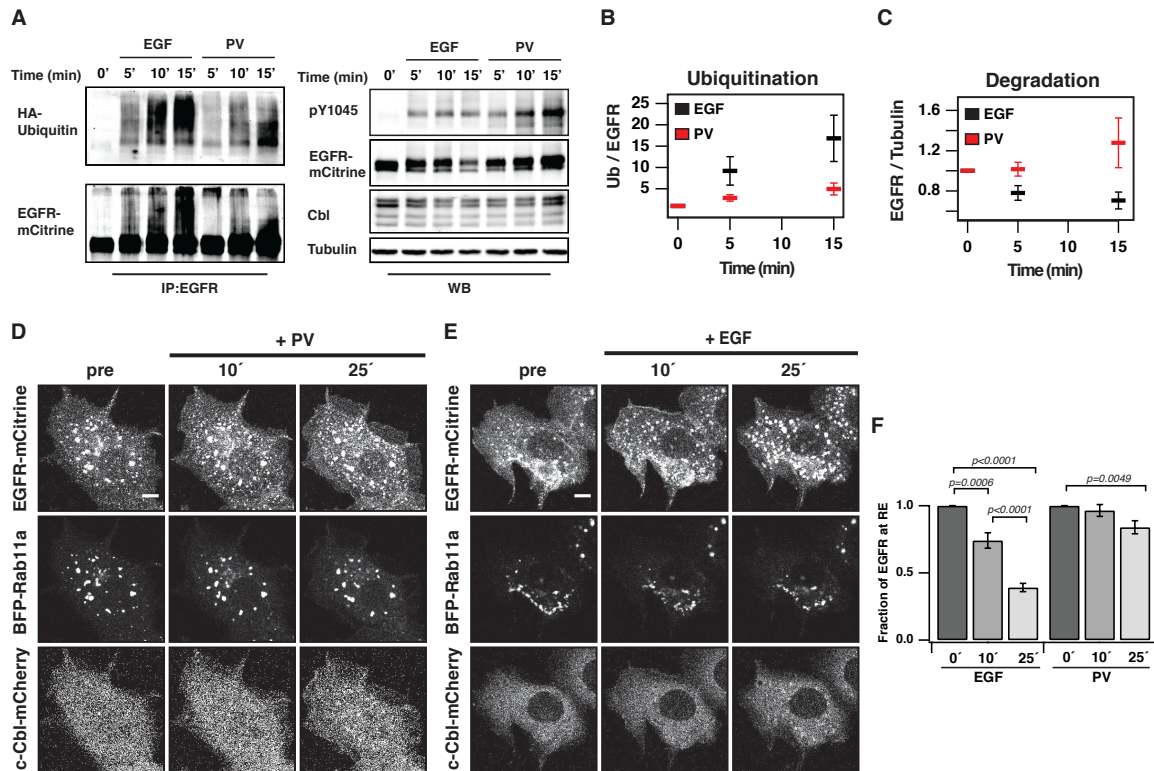 A
EGF PV
Time (min) 0' 5' 10' 15' 5' 10' 15'
HA-
Ubiquitin
EGFR-
mCitrine
IP:EGFR
EGF PV
Time (min) 0' 5' 10' 15' 5' 10' 15'
pY1045
EGFR-
mCitrine
Cbl
Tubulin
WB
B
Ubiquitination
Ub / EGFR
25
20
15
10
5
EGF
PV
0 5 10 15
Time (min)
C
Degradation
EGFR / Tubulin
1.6
1.2
0.8
EGF
PV
0 5 10 15
Time (min)
D
+ PV
pre 10´ 25´
EGFR-mCitrine
BFP-Rab11a
c-Cbl-mCherry
E
+ EGF
pre 10´ 25´
EGFR-mCitrine
BFP-Rab11a
c-Cbl-mCherry
F
p<0.0001
p=0.0006
p<0.0001
p=0.0049
Fraction of EGFR at RE
1.0
0.5
0.0
0´ 10´ 25´ 0´ 10´ 25´
EGF PV